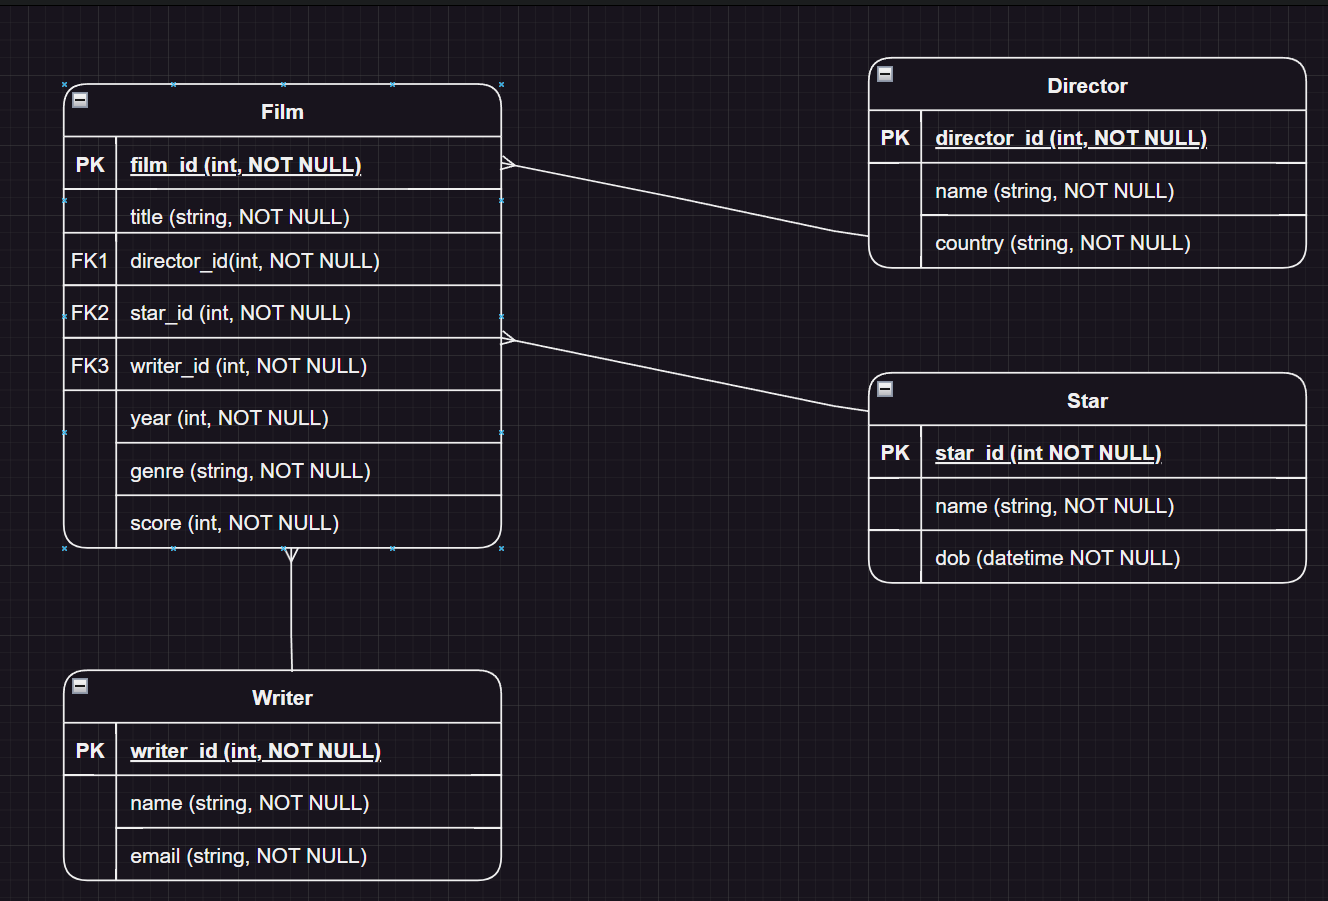 Film
PK film_id (int, NOT NULL)
title (string, NOT NULL)
FK1 director_id(int, NOT NULL)
FK2 star_id (int, NOT NULL)
FK3 writer_id (int, NOT NULL)
year (int, NOT NULL)
genre (string, NOT NULL)
score (int, NOT NULL)
Director
PK director_id (int, NOT NULL)
name (string, NOT NULL)
country (string, NOT NULL)
Star
PK star_id (int NOT NULL)
name (string, NOT NULL)
dob (datetime NOT NULL)
Writer
PK writer_id (int, NOT NULL)
name (string, NOT NULL)
email (string, NOT NULL)